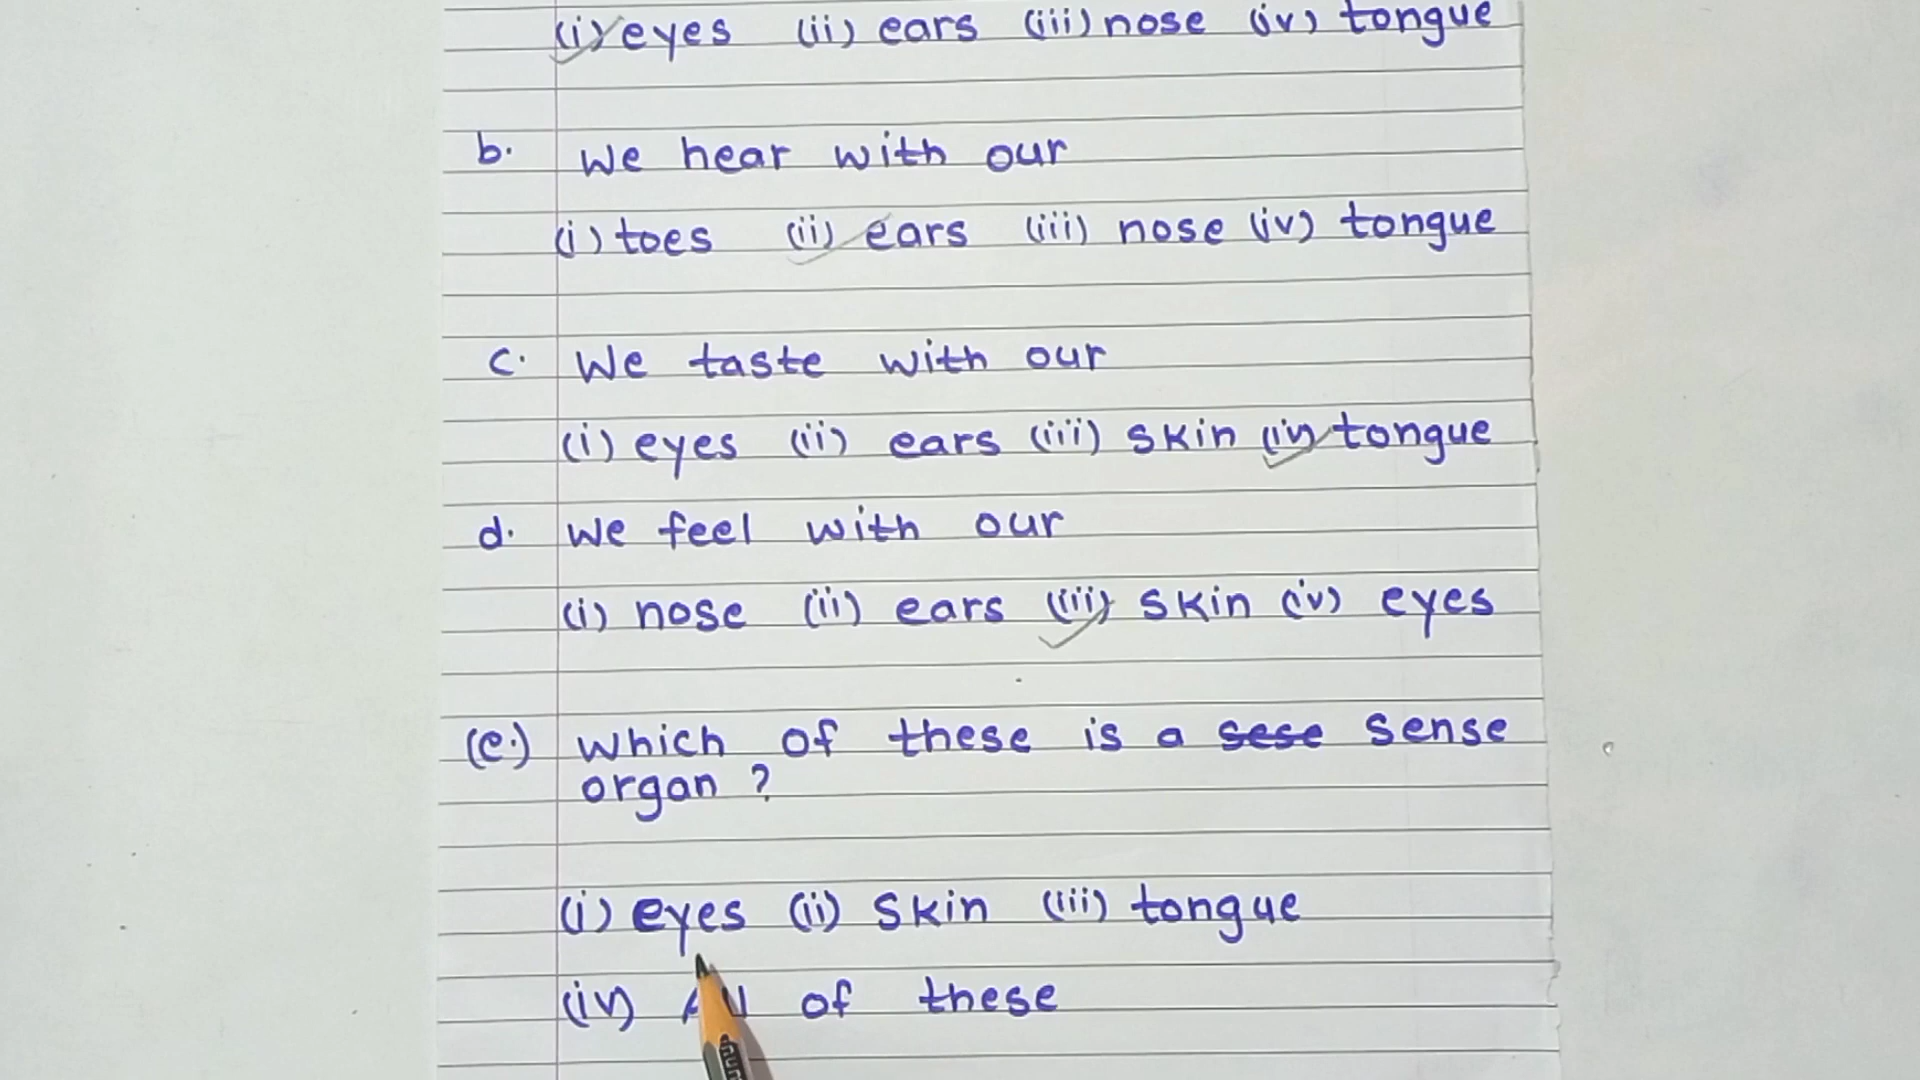 (i) eyes (ii) ears (iii) nose (iv) tongue
b. We hear with our
(i) toes (ii) ears (iii) nose (iv) tongue
c. We taste with our
(i) eyes (ii) ears (iii) skin (iv) tongue
d. We feel with our
(i) nose (ii) ears (iii) skin (iv) eyes
(e.) which of these is a sese sense
organ ?
(i) eyes (ii) skin (iii) tongue
(iv) All of these